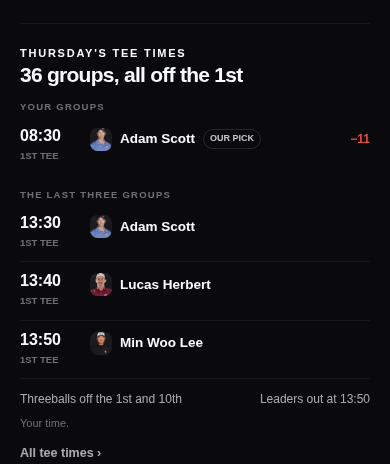 THURSDAY'S TEE TIMES
36 groups, all off the 1st
YOUR GROUPS
08:30 Adam Scott OUR PICK −11
1ST TEE
THE LAST THREE GROUPS
13:30 Adam Scott
1ST TEE
13:40 Lucas Herbert
1ST TEE
13:50 Min Woo Lee
1ST TEE
Threeballs off the 1st and 10th Leaders out at 13:50
Your time.
All tee times ›